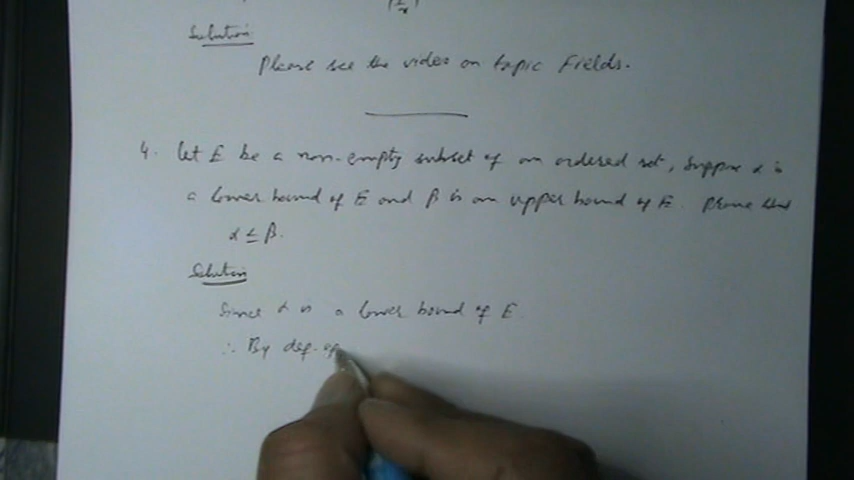 Solution
Please see the video on topic Fields.
4. Let E be a non-empty subset of an ordered set, Suppose α is
a lower bound of E and β is an upper bound of E. Prove that
α ≤ β.
Solution
Since α is a lower bound of E
∴ By def. of